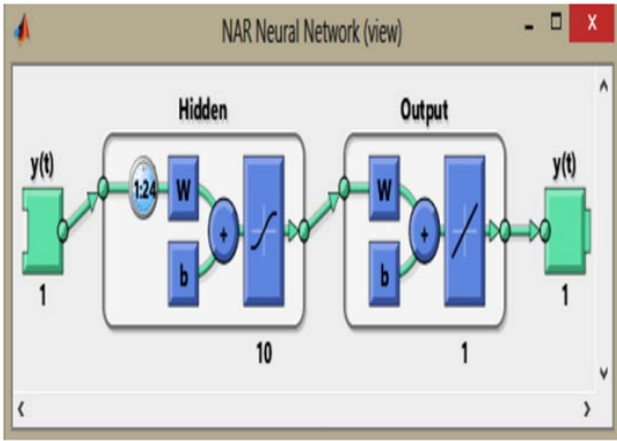 NAR Neural Network (view)
Hidden
Output
y(t)
1:24
W
b
+
10
W
b
+
1
y(t)
1
1